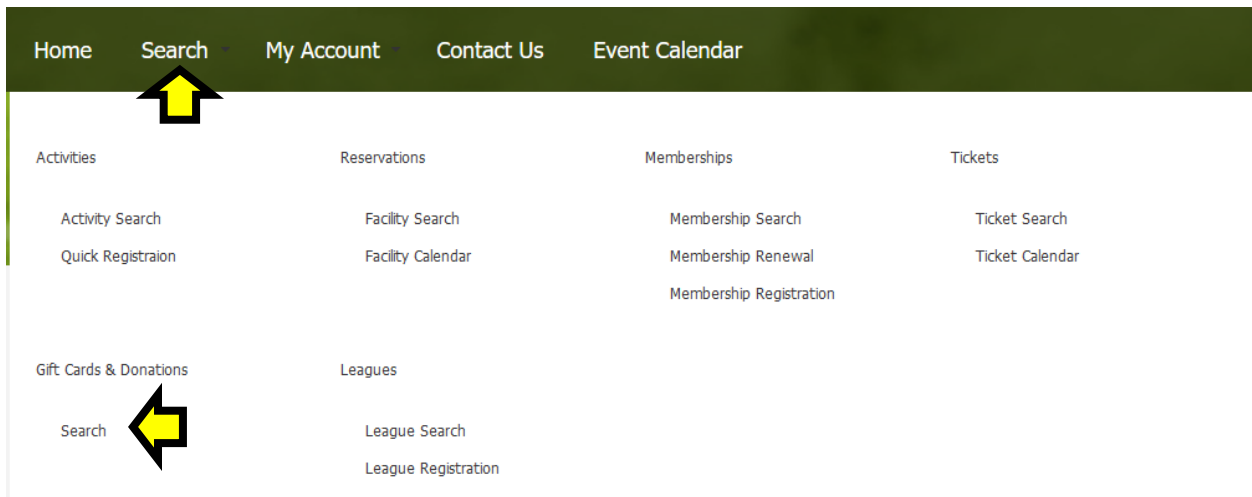 Home Search My Account Contact Us Event Calendar
Activities Reservations Memberships Tickets
Activity Search Facility Search Membership Search Ticket Search
Quick Registraion Facility Calendar Membership Renewal Ticket Calendar
Membership Registration
Gift Cards & Donations Leagues
Search League Search
League Registration